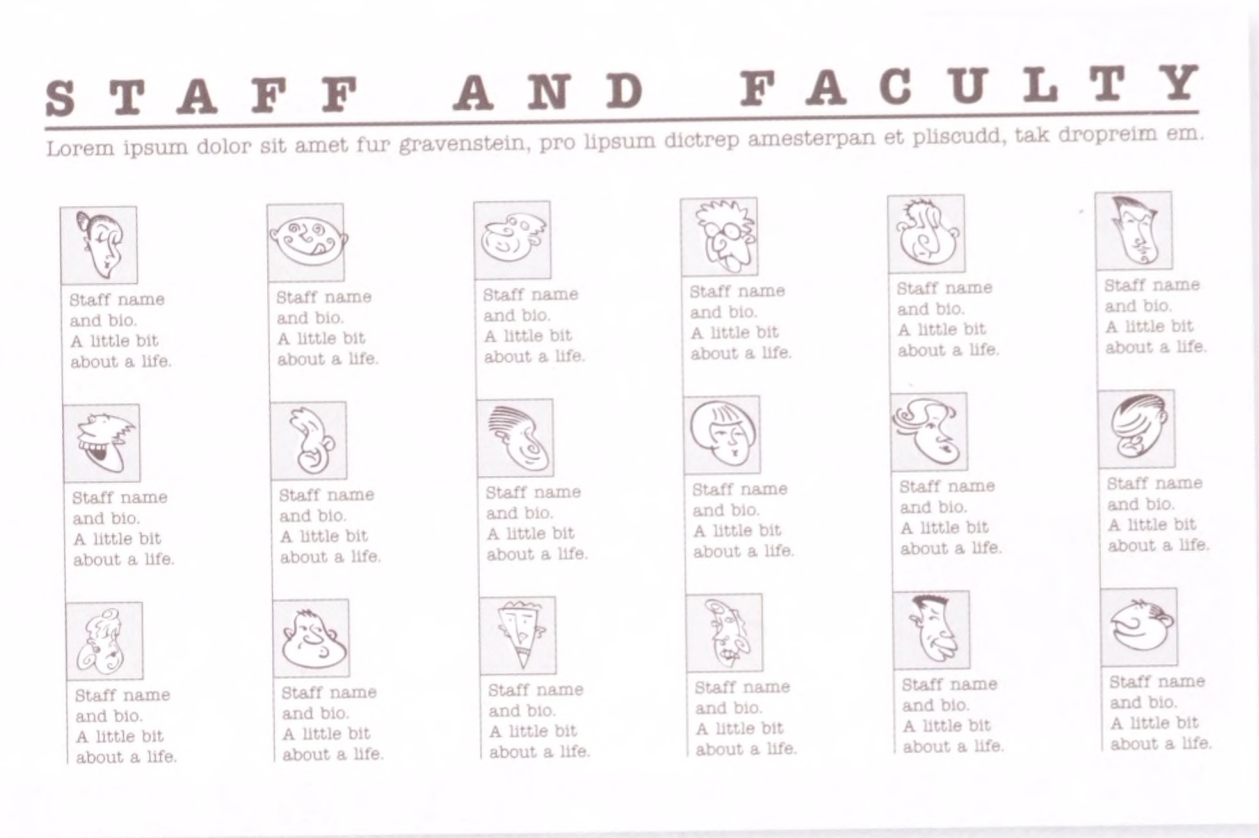 STAFF AND FACULTY
Lorem ipsum dolor sit amet fur gravenstein, pro lipsum dictrep amesterpan et pliscudd, tak dropreim em.
Staff name
and bio.
A little bit
about a life.
Staff name
and bio.
A little bit
about a life.
Staff name
and bio.
A little bit
about a life.
Staff name
and bio.
A little bit
about a life.
Staff name
and bio.
A little bit
about a life.
Staff name
and bio.
A little bit
about a life.
Staff name
and bio.
A little bit
about a life.
Staff name
and bio.
A little bit
about a life.
Staff name
and bio.
A little bit
about a life.
Staff name
and bio.
A little bit
about a life.
Staff name
and bio.
A little bit
about a life.
Staff name
and bio.
A little bit
about a life.
Staff name
and bio.
A little bit
about a life.
Staff name
and bio.
A little bit
about a life.
Staff name
and bio.
A little bit
about a life.
Staff name
and bio.
A little bit
about a life.
Staff name
and bio.
A little bit
about a life.
Staff name
and bio.
A little bit
about a life.